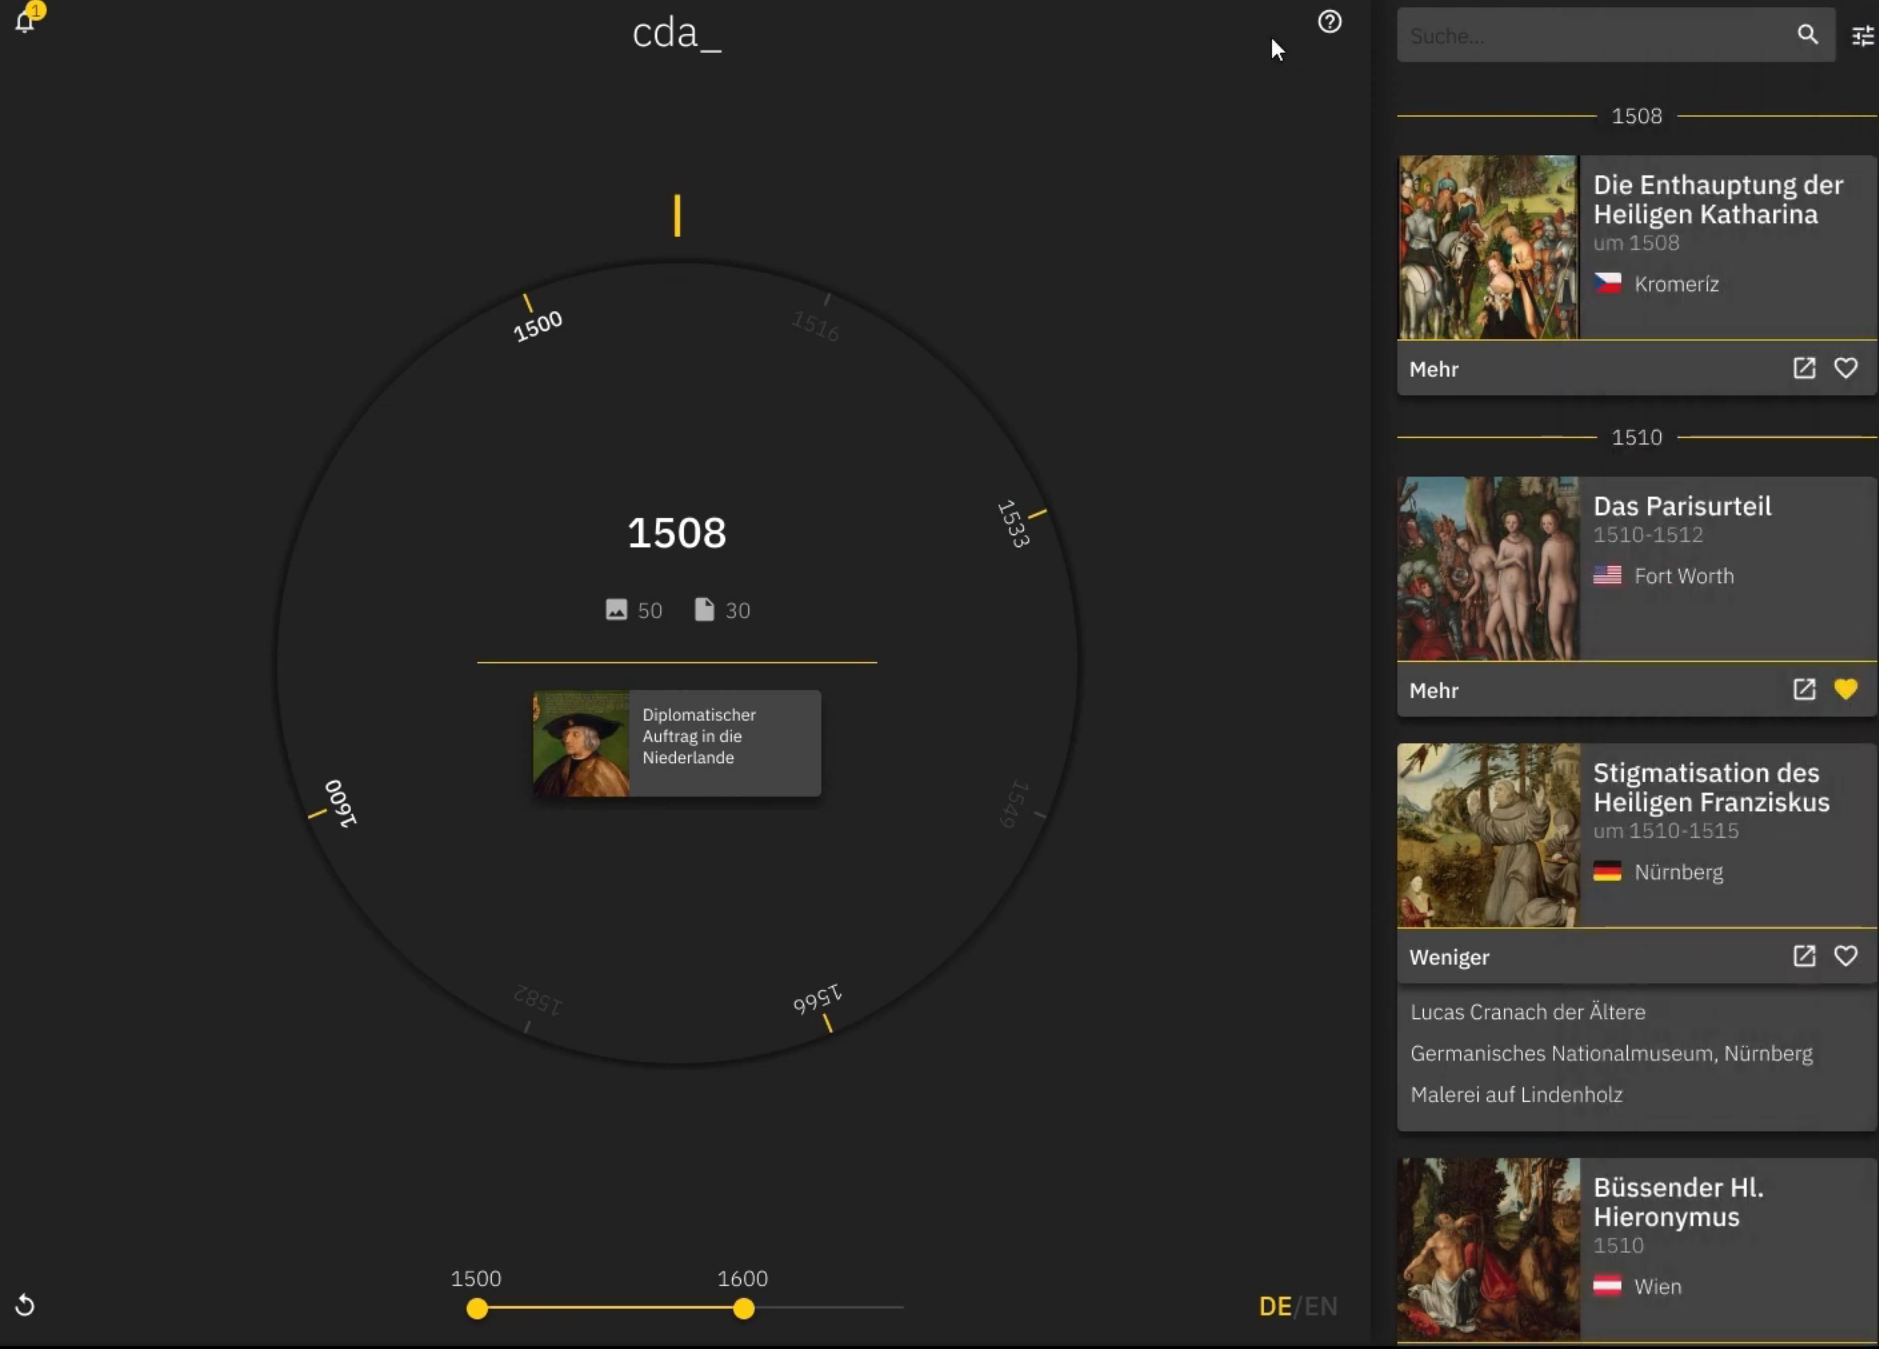 1
cda_
1500
1516
1533
1549
1566
1582
1600
1508
50
30
Diplomatischer
Auftrag in die
Niederlande
1500
1600
DE/EN
Suche...
1508
Die Enthauptung der
Heiligen Katharina
um 1508
Kromeríz
Mehr
1510
Das Parisurteil
1510-1512
Fort Worth
Mehr
Stigmatisation des
Heiligen Franziskus
um 1510-1515
Nürnberg
Weniger
Lucas Cranach der Ältere
Germanisches Nationalmuseum, Nürnberg
Malerei auf Lindenholz
Büssender Hl.
Hieronymus
1510
Wien